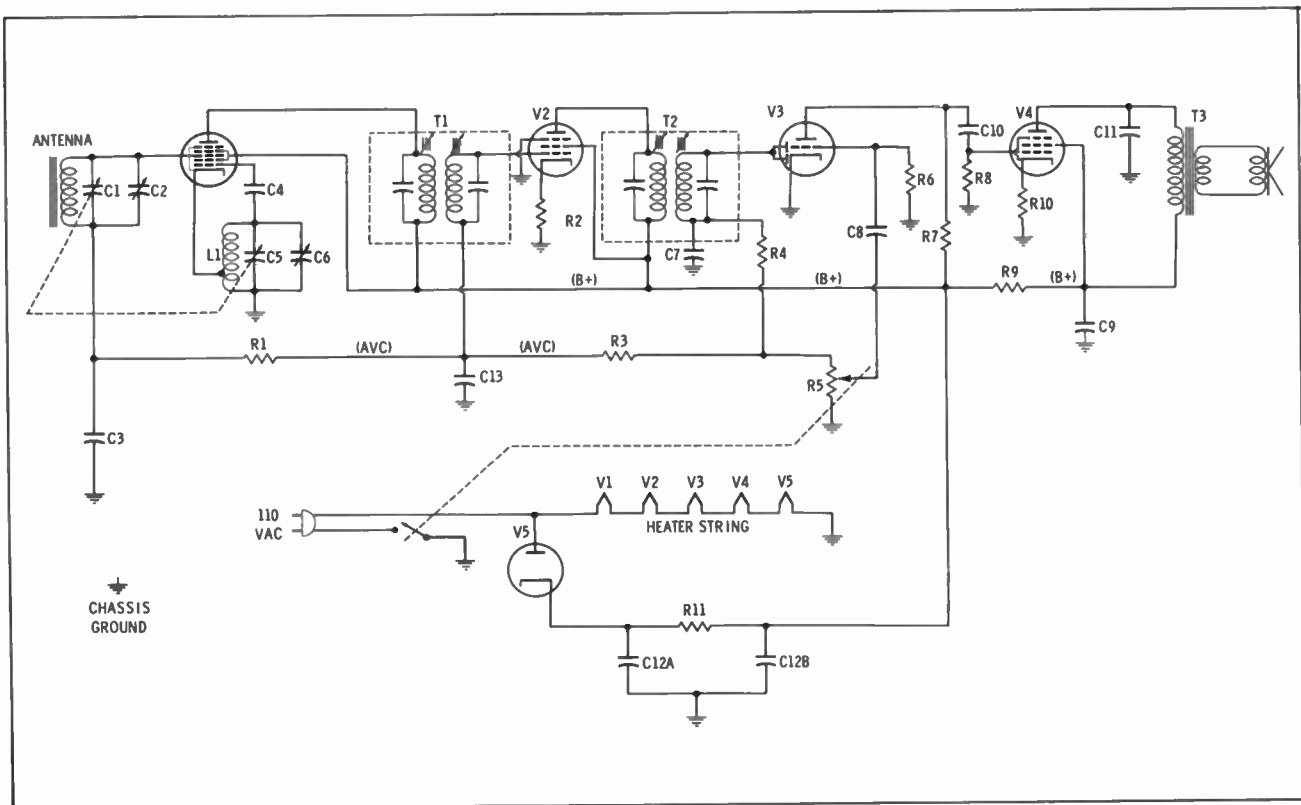 ANTENNA
C1
C2
C4
L1
C5
C6
T1
V2
R2
T2
C7
R4
V3
R6
C8
R7
C10
R8
V4
R10
C11
T3
(B+)
(B+)
R9
(B+)
C9
R1
(AVC)
(AVC)
R3
C13
R5
C3
110
VAC
V1
V2
V3
V4
V5
HEATER STRING
V5
R11
C12A
C12B
CHASSIS
GROUND